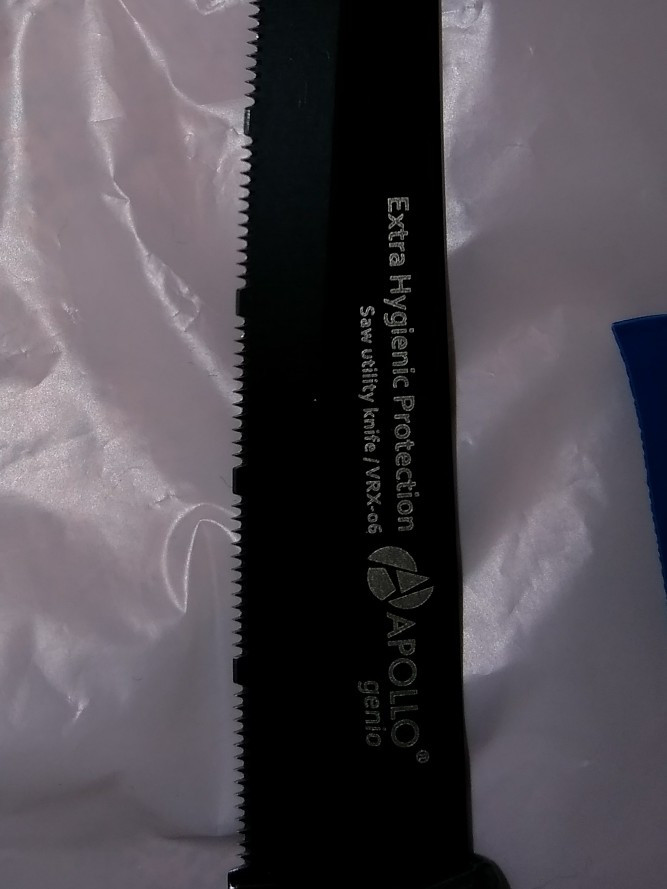 Extra Hygienic Protection
Saw utility knife / VRX-06
APOLLO®
genio